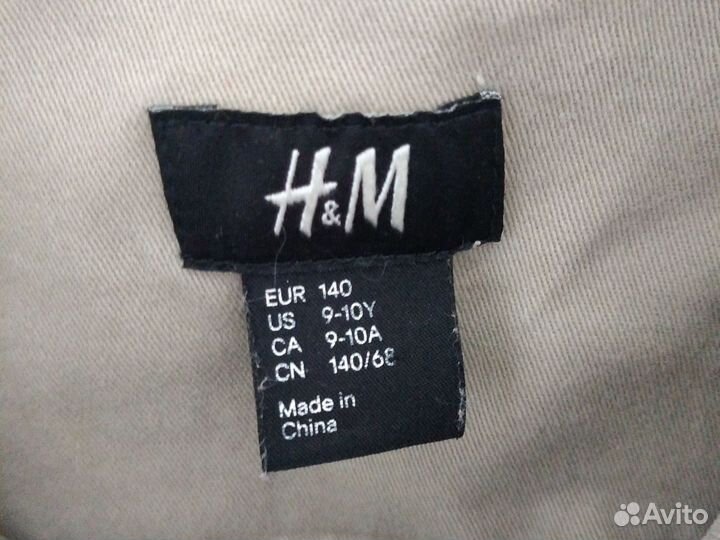 H&M
EUR 140
US 9-10Y
CA 9-10A
CN 140/68
Made in
China
Avito